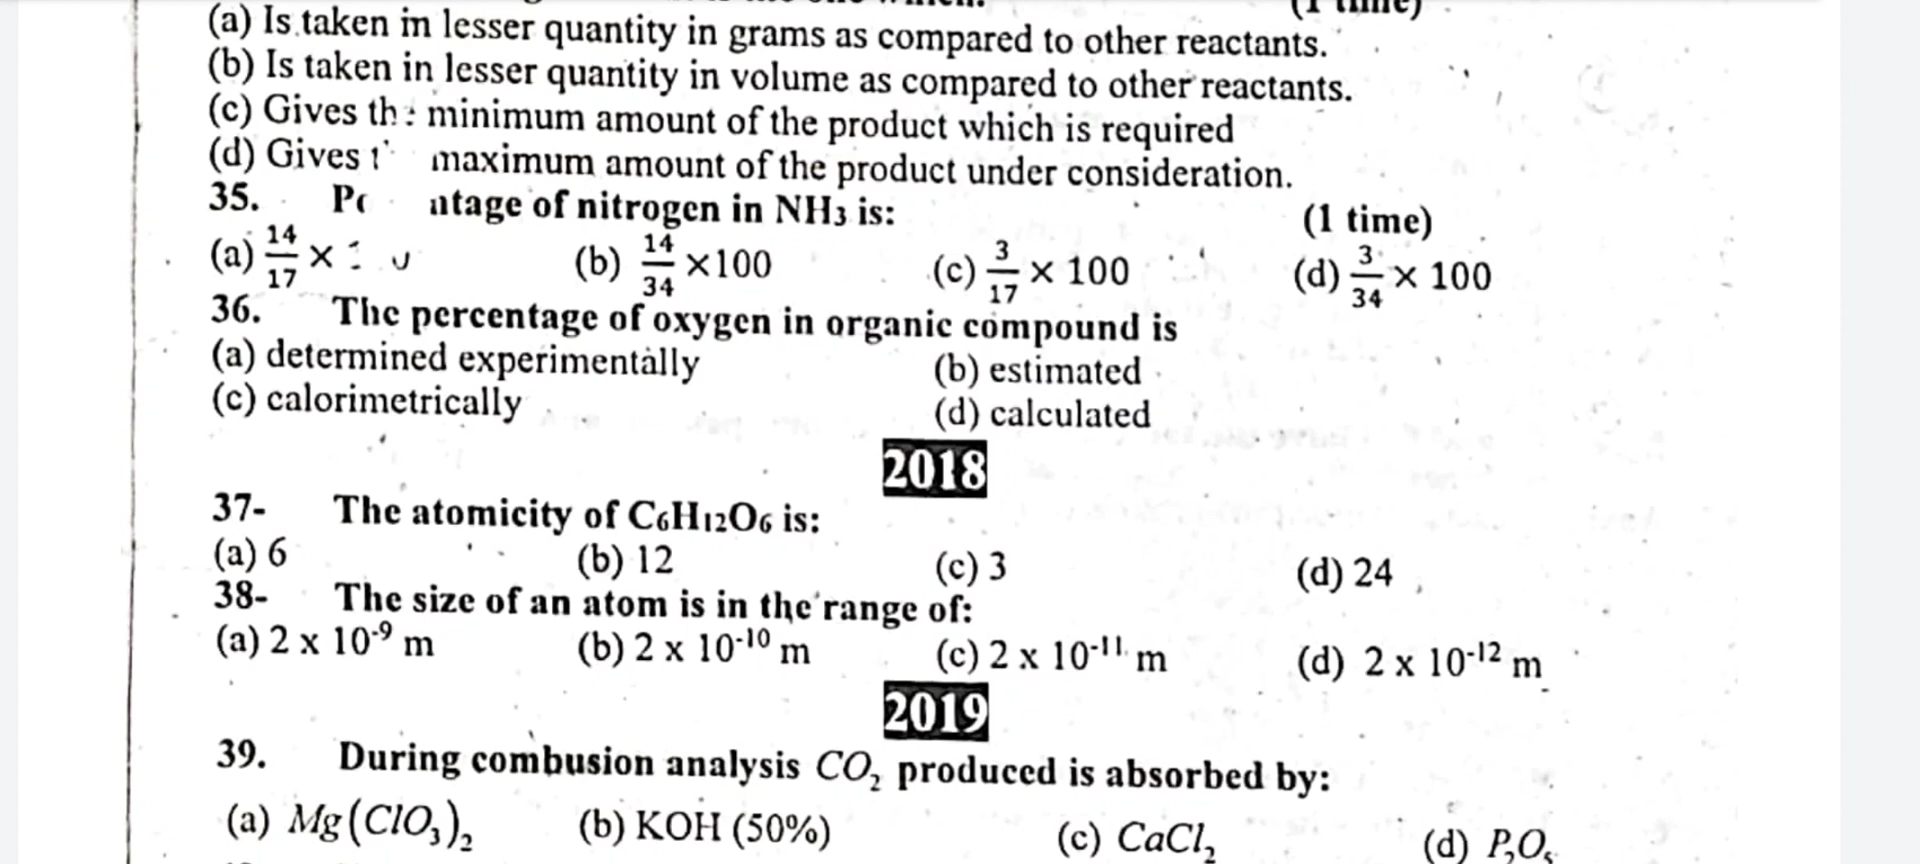 (a) Is taken in lesser quantity in grams as compared to other reactants.
(b) Is taken in lesser quantity in volume as compared to other reactants.
(c) Gives the minimum amount of the product which is required
(d) Gives maximum amount of the product under consideration.
35. of nitrogen in NH₃ is: (1 time)
(a) 14/17 × (b) 14/34 ×100 (c) 3/17 × 100 (d) 3/34 × 100
36. The percentage of oxygen in organic compound is
(a) determined experimentally (b) estimated
(c) calorimetrically (d) calculated
2018
37- The atomicity of C₆H₁₂O₆ is:
(a) 6 (b) 12 (c) 3 (d) 24
38- The size of an atom is in the range of:
(a) 2 x 10⁻⁹ m (b) 2 x 10⁻¹⁰ m (c) 2 x 10⁻¹¹ m (d) 2 x 10⁻¹² m
2019
39. During combusion analysis CO₂ produced is absorbed by:
(a) Mg(ClO₃)₂ (b) KOH (50%) (c) CaCl₂ (d) P₂O₅